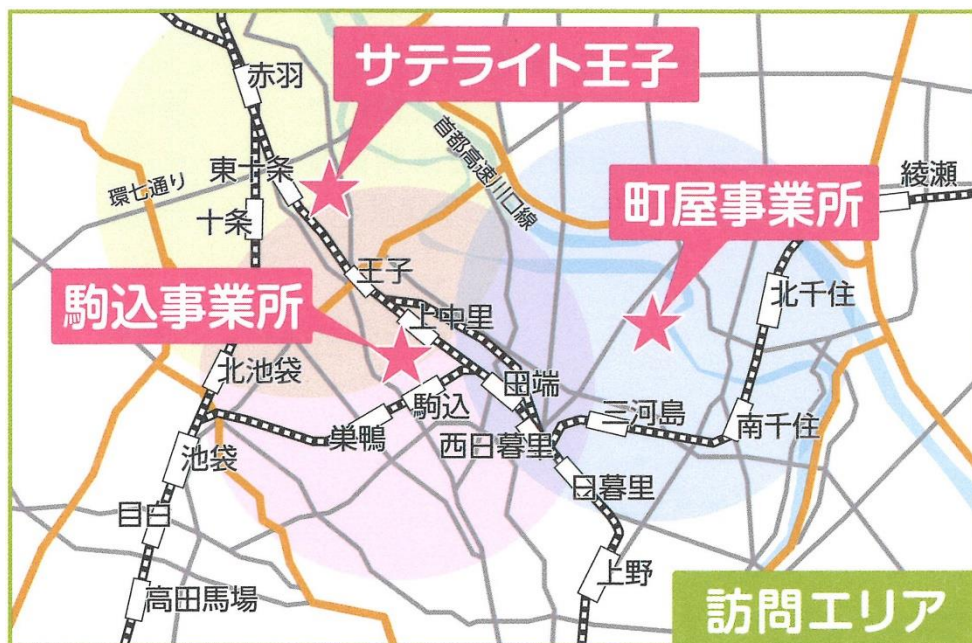 サテライト王子
赤羽
首都高速川口線
東十条
環七通り
十条
綾瀬
町屋事業所
王子
駒込事業所
上中里
北千住
北池袋
駒込
田端
三河島
南千住
巣鴨
西日暮里
池袋
日暮里
目白
上野
高田馬場
訪問エリア